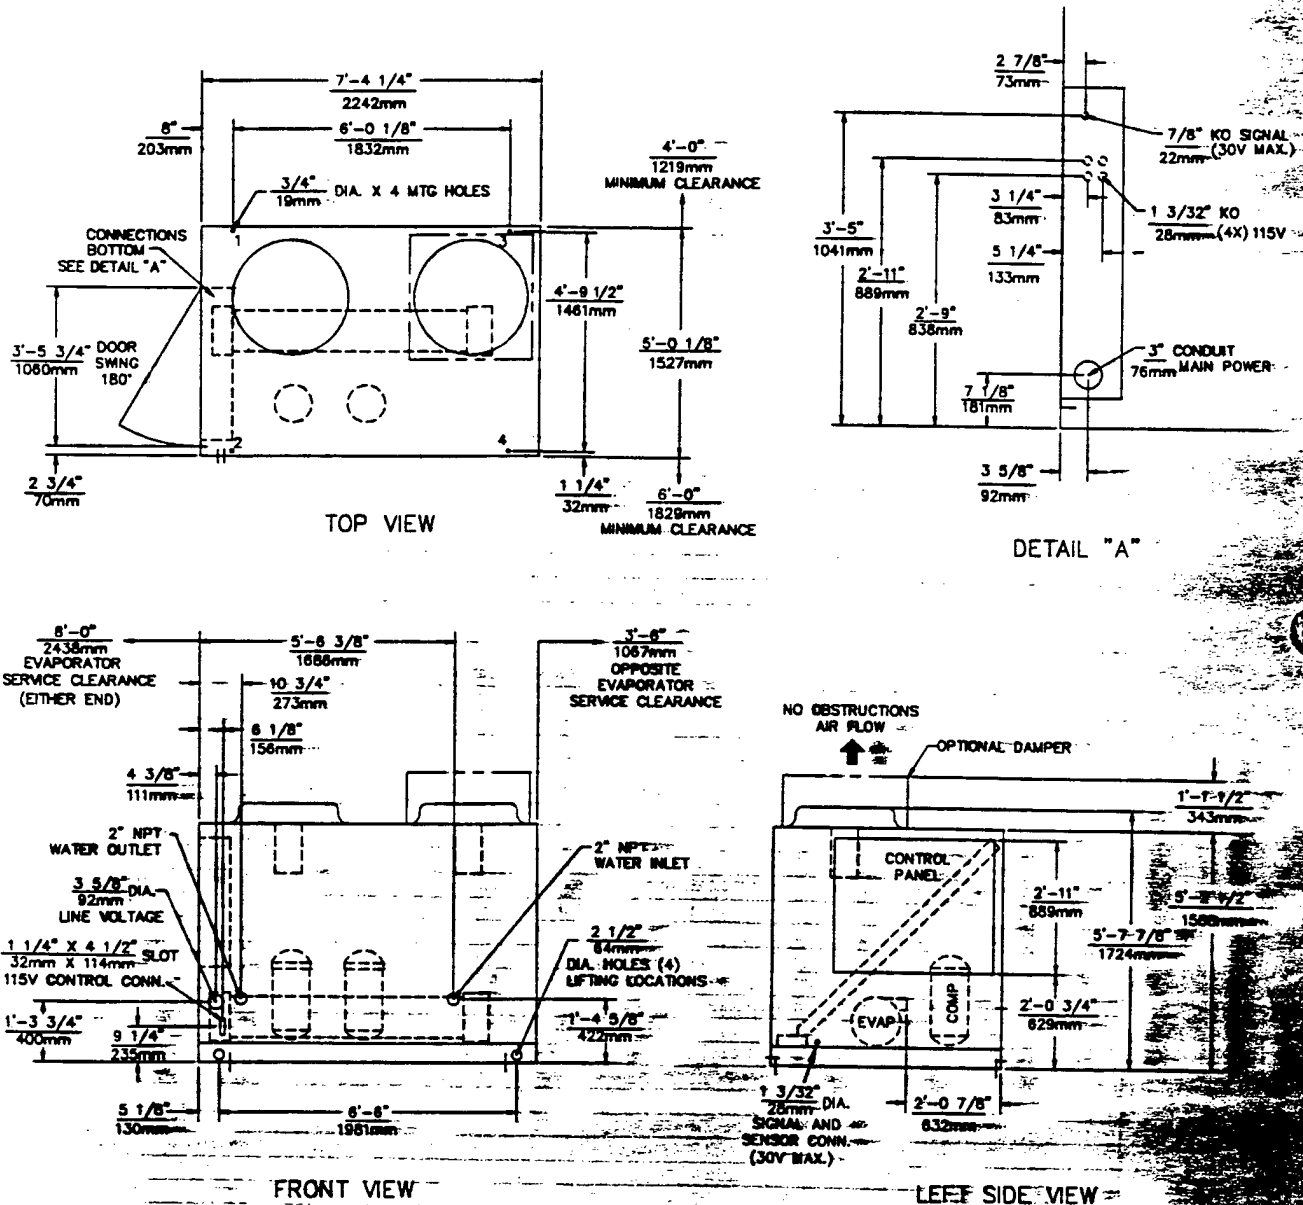 7'-4 1/4"
2242mm
8"
203mm
6'-0 1/8"
1832mm
3/4"
19mm DIA. X 4 MTG HOLES
4'-0"
1219mm
MINIMUM CLEARANCE
CONNECTIONS
BOTTOM
SEE DETAIL "A"
1
3
3'-5 3/4"
1060mm
DOOR
SWING
180°
4'-9 1/2"
1461mm
5'-0 1/8"
1527mm
2
4
2 3/4"
70mm
1 1/4"
32mm
6'-0"
1829mm
MINIMUM CLEARANCE
TOP VIEW
2 7/8"
73mm
7/8" KO SIGNAL
22mm (30V MAX.)
3 1/4"
83mm
1 3/32" KO
28mm (4X) 115V
3'-5"
1041mm
5 1/4"
133mm
2'-11"
889mm
2'-9"
838mm
3" CONDUIT
76mm MAIN POWER
7 1/8"
181mm
3 5/8"
92mm
DETAIL "A"
8'-0"
2438mm
EVAPORATOR
SERVICE CLEARANCE
(EITHER END)
5'-6 3/8"
1686mm
3'-6"
1067mm
OPPOSITE
EVAPORATOR
SERVICE CLEARANCE
10 3/4"
273mm
6 1/8"
156mm
4 3/8"
111mm
2" NPT
WATER OUTLET
2" NPT
WATER INLET
3 5/8" DIA.
92mm
LINE VOLTAGE
1 1/4" X 4 1/2" SLOT
32mm X 114mm
115V CONTROL CONN.
2 1/2"
64mm
DIA. HOLES (4)
LIFTING LOCATIONS
1'-3 3/4"
400mm
9 1/4"
235mm
1'-4 5/8"
422mm
5 1/8"
130mm
6'-6"
1981mm
FRONT VIEW
NO OBSTRUCTIONS
AIR FLOW
OPTIONAL DAMPER
1'-1 1/2"
343mm
CONTROL
PANEL
2'-11"
889mm
5'-7 7/8"
1724mm
EVAP
COMP
2'-0 3/4"
629mm
1 3/32"
28mm DIA.
SIGNAL AND
SENSOR CONN.
(30V MAX.)
2'-0 7/8"
632mm
LEFT SIDE VIEW